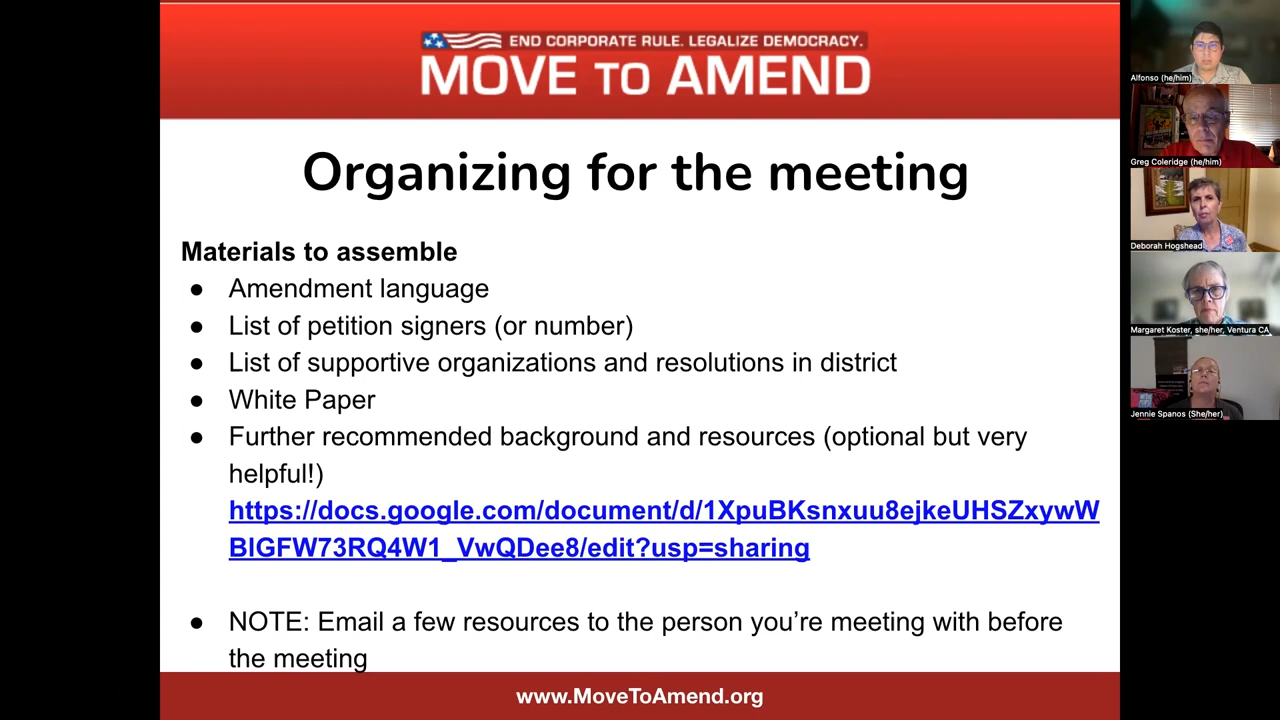 END CORPORATE RULE. LEGALIZE DEMOCRACY.
MOVE TO AMEND
Organizing for the meeting
Materials to assemble
● Amendment language
● List of petition signers (or number)
● List of supportive organizations and resolutions in district
● White Paper
● Further recommended background and resources (optional but very
helpful!)
https://docs.google.com/document/d/1XpuBKsnxuu8ejkeUHSZxywW
BlGFW73RQ4W1_VwQDee8/edit?usp=sharing
● NOTE: Email a few resources to the person you’re meeting with before
the meeting
www.MoveToAmend.org
Alfonso (he/him)
Greg Coleridge (he/him)
Deborah Hogshead
Margaret Koster, she/her, Ventura CA
Jennie Spanos (She/her)